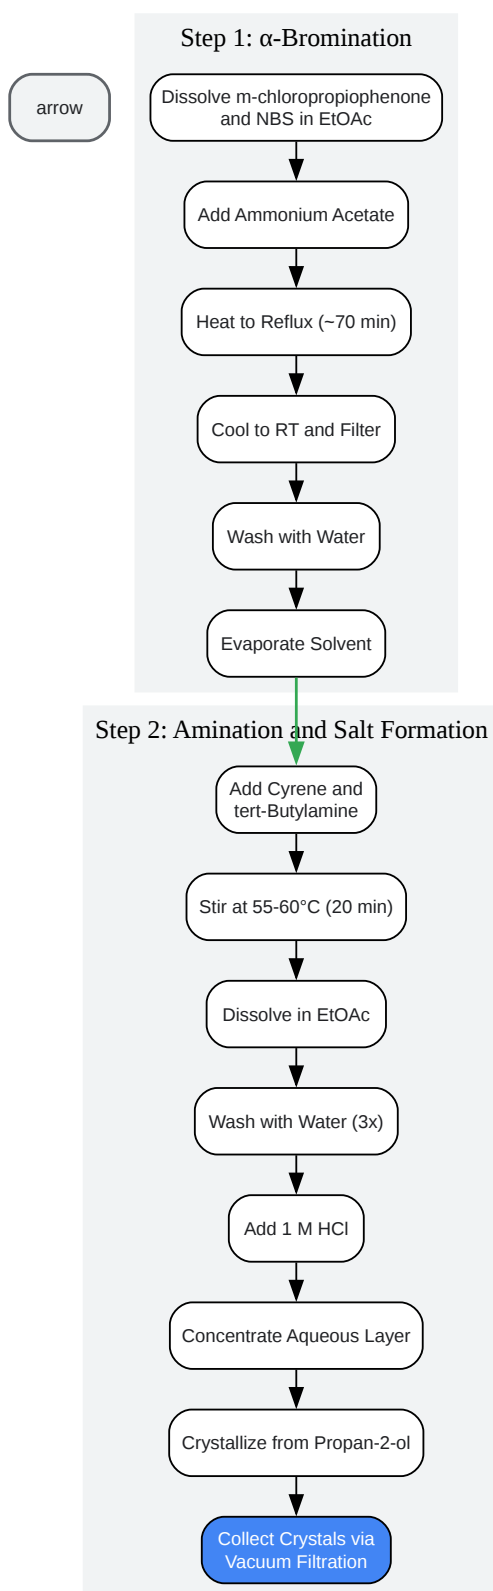 Step 1: α-Bromination
arrow
Dissolve m-chloropropiophenone
and NBS in EtOAc
Add Ammonium Acetate
Heat to Reflux (~70 min)
Cool to RT and Filter
Wash with Water
Evaporate Solvent
Step 2: Amination and Salt Formation
Add Cyrene and
tert-Butylamine
Stir at 55-60°C (20 min)
Dissolve in EtOAc
Wash with Water (3x)
Add 1 M HCl
Concentrate Aqueous Layer
Crystallize from Propan-2-ol
Collect Crystals via
Vacuum Filtration